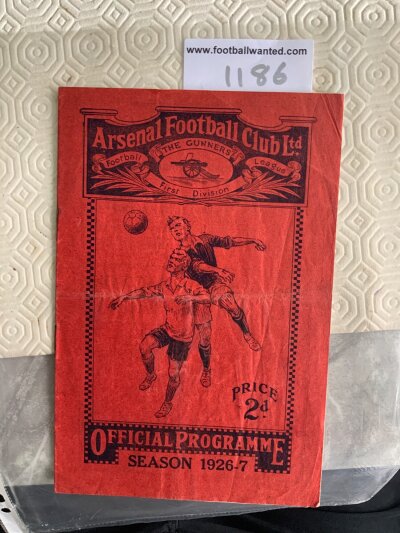 www.footballwanted.com
1186
Arsenal Football Club Ltd
"THE GUNNERS"
Football League
First Division
PRICE
2d.
OFFICIAL PROGRAMME
SEASON 1926-7